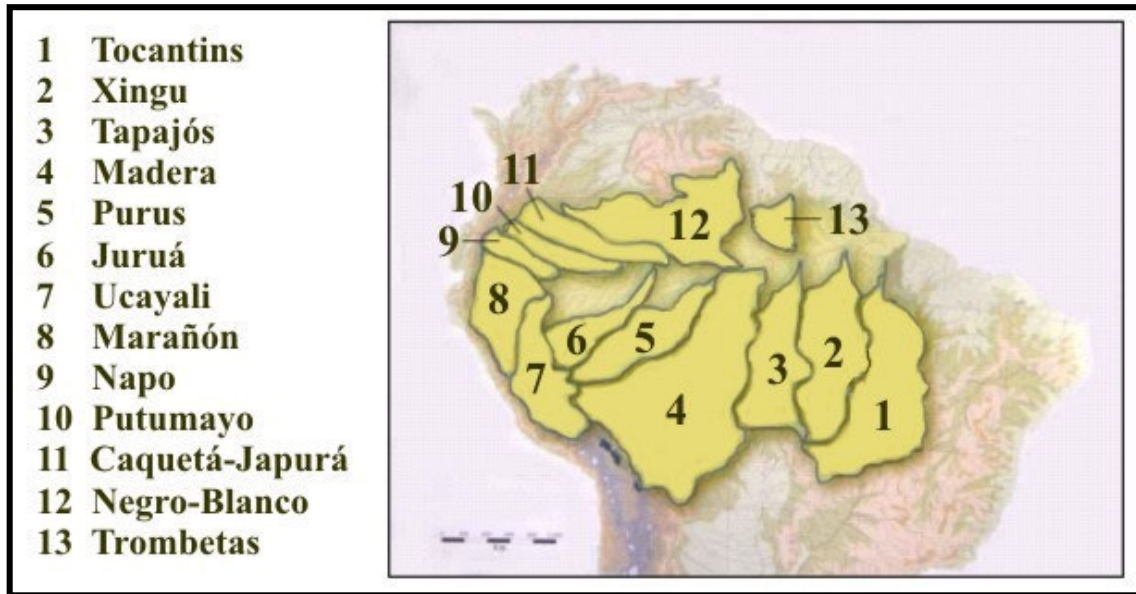 1 Tocantins
2 Xingu
3 Tapajós
4 Madera
5 Purus
6 Juruá
7 Ucayali
8 Marañón
9 Napo
10 Putumayo
11 Caquetá-Japurá
12 Negro-Blanco
13 Trombetas
11
10
9
12
13
8
7
6
5
4
3
2
1